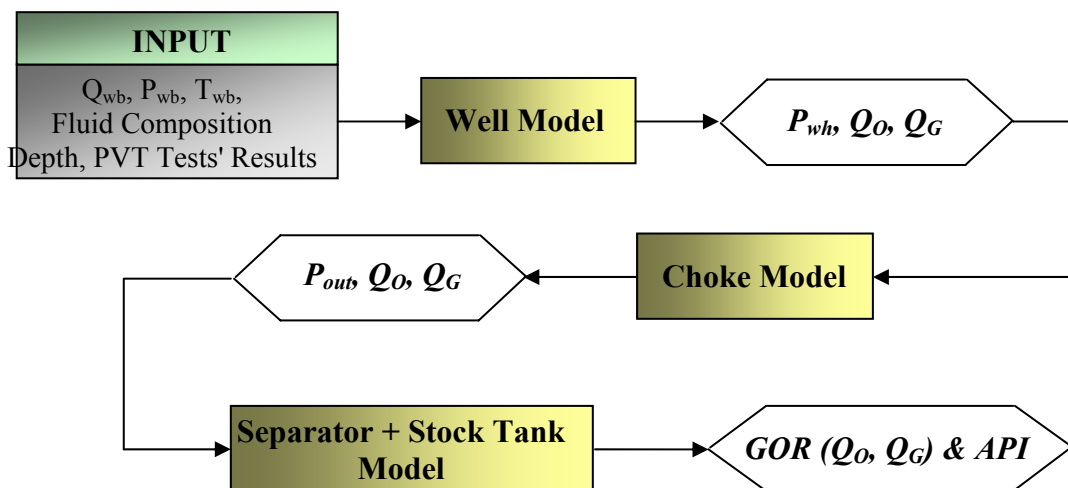 INPUT
Qwb, Pwb, Twb,
Fluid Composition
Depth, PVT Tests' Results
Well Model
Pwh, QO, QG
Pout, QO, QG
Choke Model
Separator + Stock Tank
Model
GOR (QO, QG) & API